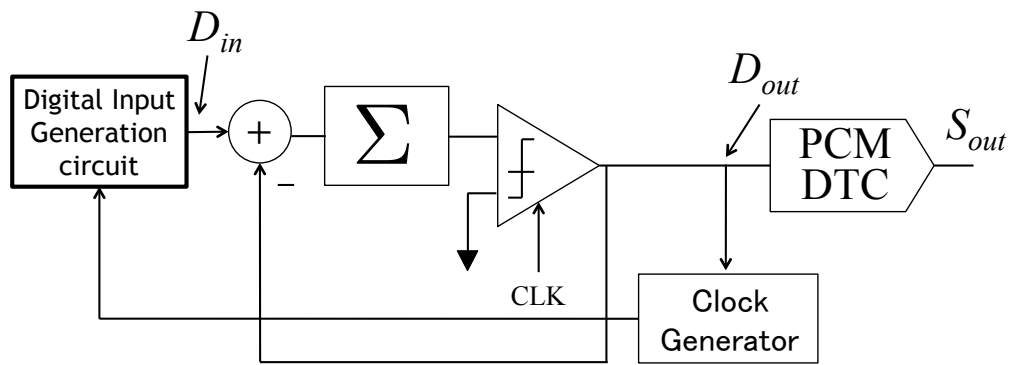 D_in
Digital Input
Generation
circuit
+
−
Σ
CLK
D_out
PCM
DTC
S_out
Clock
Generator